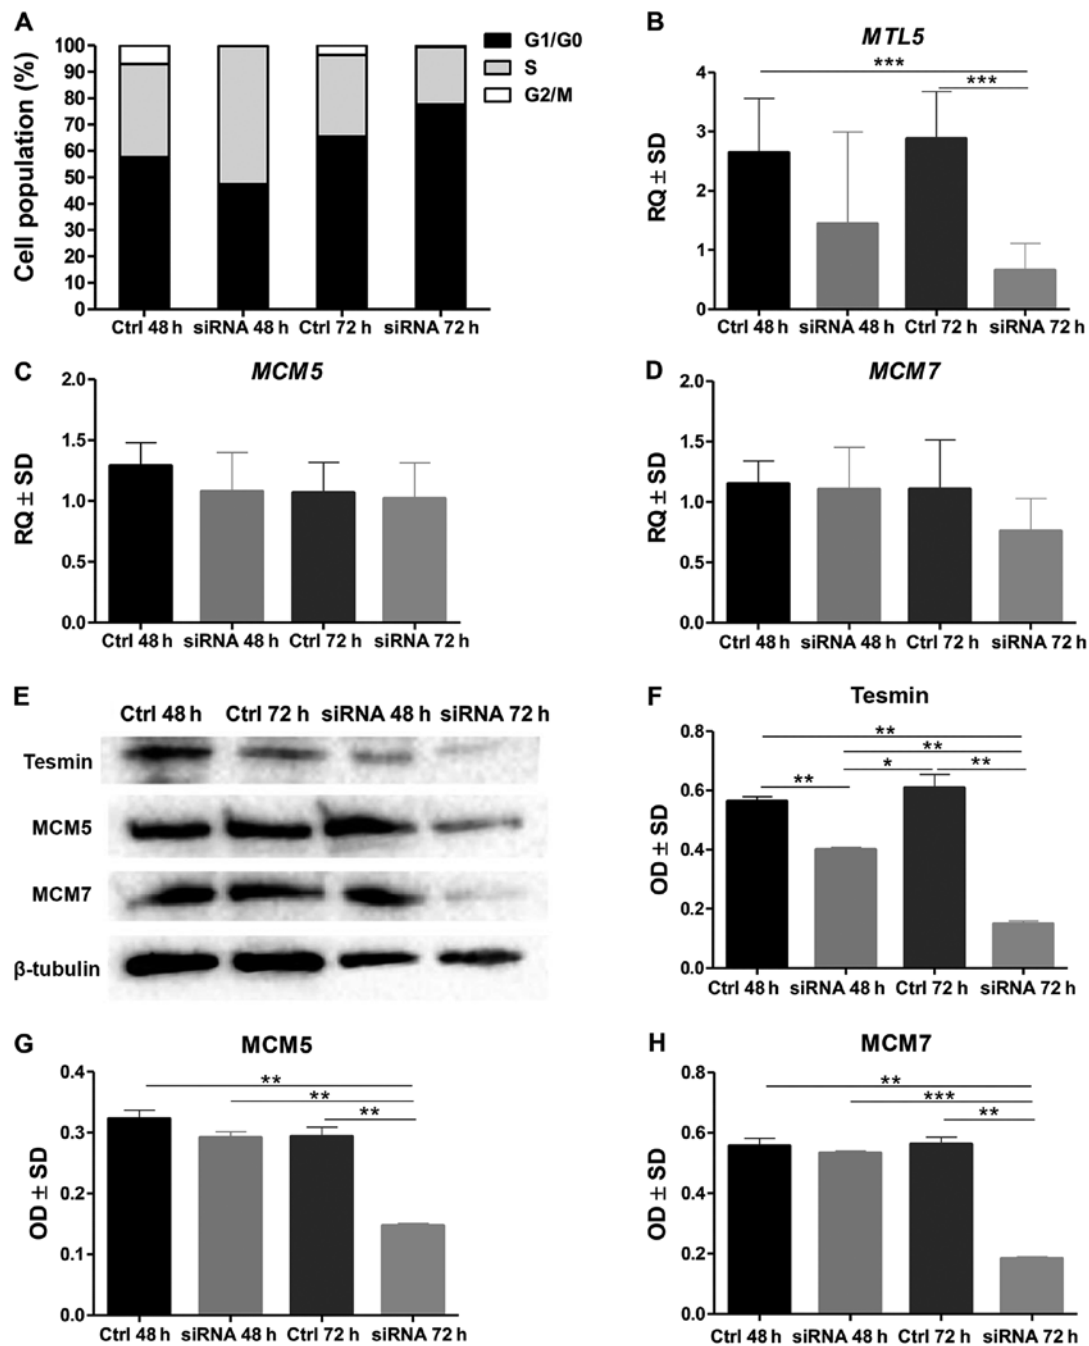 A
Cell population (%)
100
90
80
70
60
50
40
30
20
10
0
Ctrl 48 h siRNA 48 h Ctrl 72 h siRNA 72 h
G1/G0
S
G2/M
B
MTL5
RQ ± SD
4
3
2
1
0
***
***
Ctrl 48 h siRNA 48 h Ctrl 72 h siRNA 72 h
C
MCM5
RQ ± SD
2.0
1.5
1.0
0.5
0.0
Ctrl 48 h siRNA 48 h Ctrl 72 h siRNA 72 h
D
MCM7
RQ ± SD
2.0
1.5
1.0
0.5
0.0
Ctrl 48 h siRNA 48 h Ctrl 72 h siRNA 72 h
E
Ctrl 48 h Ctrl 72 h siRNA 48 h siRNA 72 h
Tesmin
MCM5
MCM7
β-tubulin
F
Tesmin
OD ± SD
0.8
0.6
0.4
0.2
0.0
**
**
* **
**
Ctrl 48 h siRNA 48 h Ctrl 72 h siRNA 72 h
G
MCM5
OD ± SD
0.4
0.3
0.2
0.1
0.0
**
**
**
Ctrl 48 h siRNA 48 h Ctrl 72 h siRNA 72 h
H
MCM7
OD ± SD
0.8
0.6
0.4
0.2
0.0
**
***
**
Ctrl 48 h siRNA 48 h Ctrl 72 h siRNA 72 h